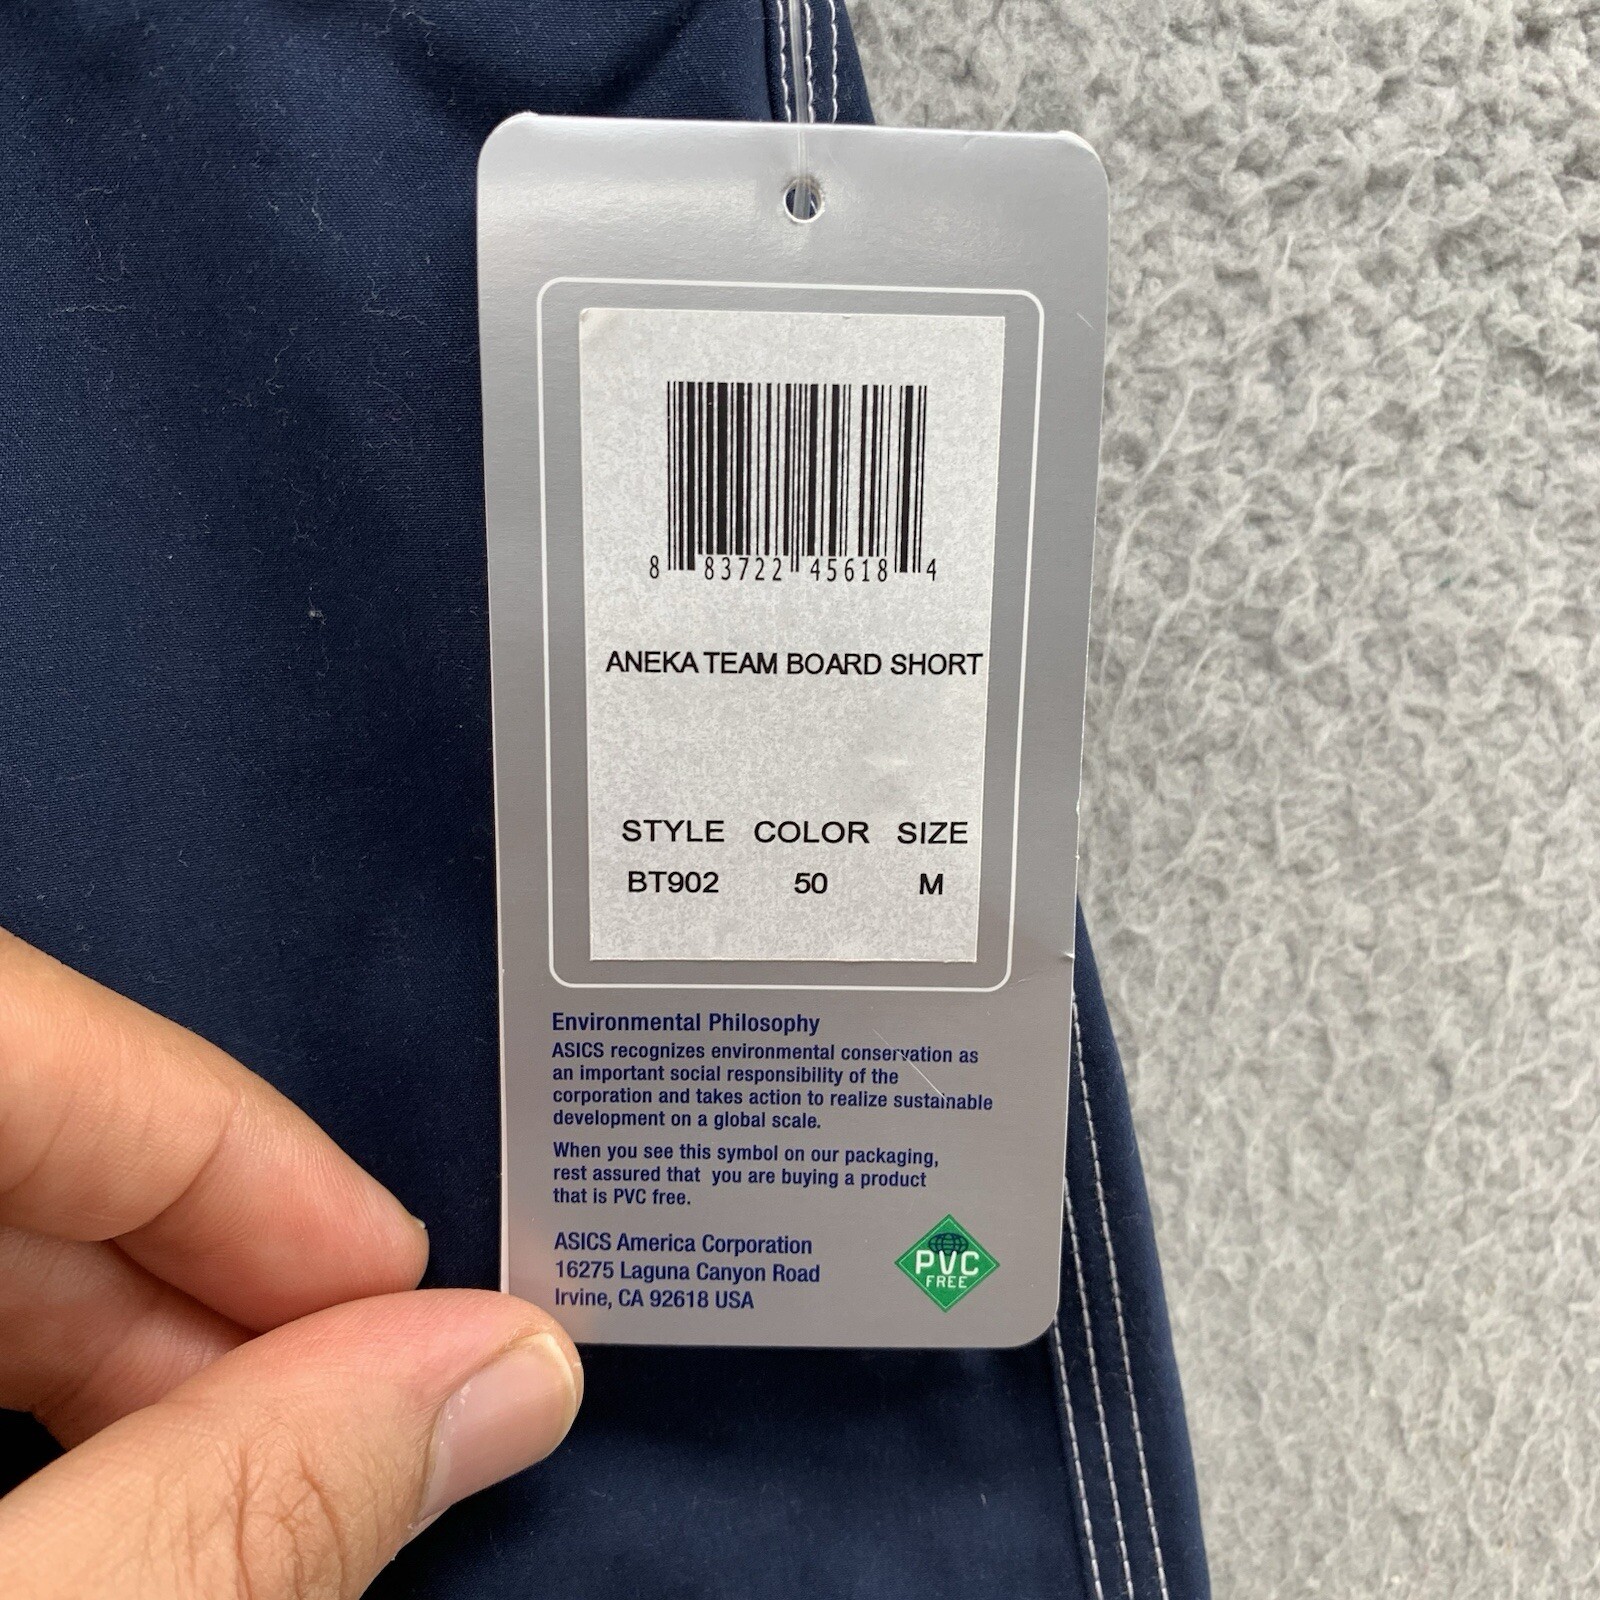 8 83722 45618 4
ANEKA TEAM BOARD SHORT
STYLE COLOR SIZE
BT902 50 M
Environmental Philosophy
ASICS recognizes environmental conservation as
an important social responsibility of the
corporation and takes action to realize sustainable
development on a global scale.
When you see this symbol on our packaging,
rest assured that you are buying a product
that is PVC free.
ASICS America Corporation
16275 Laguna Canyon Road
Irvine, CA 92618 USA
PVC
FREE